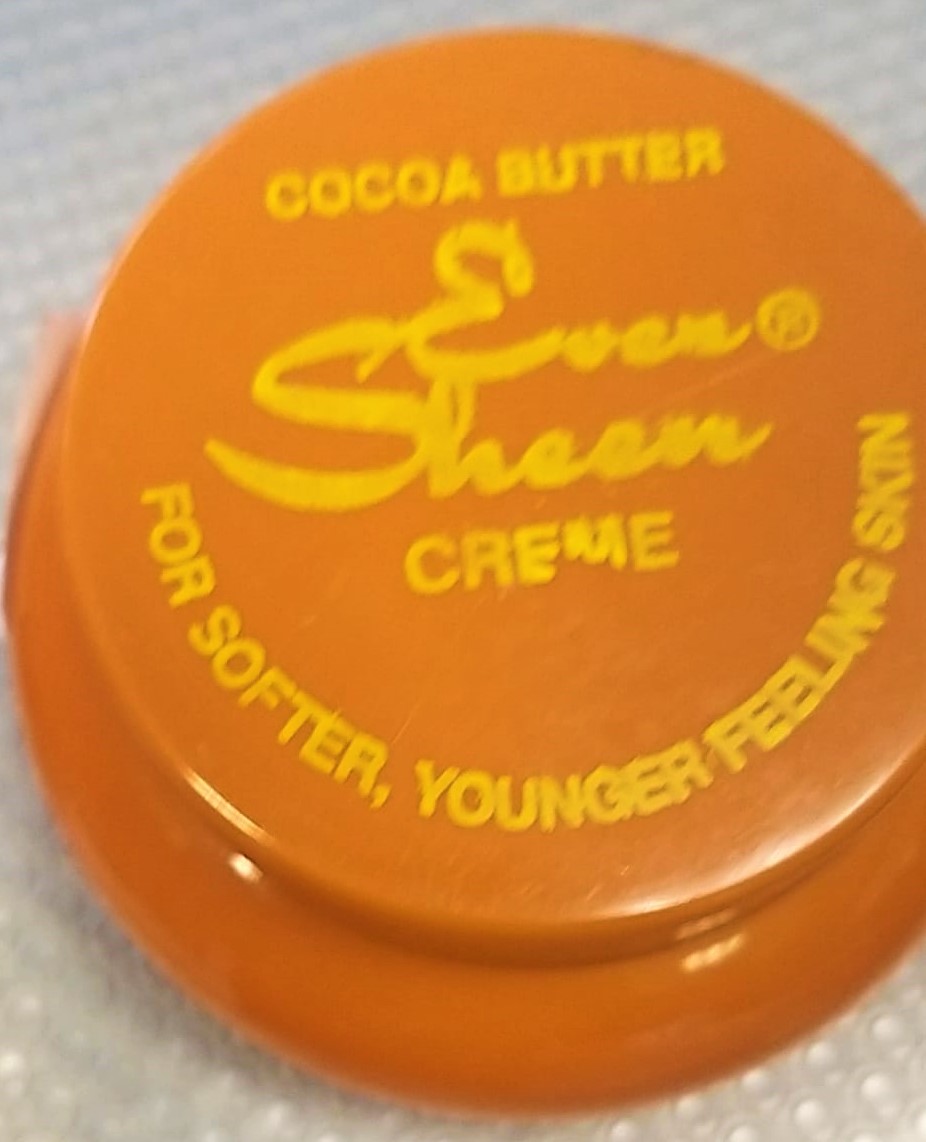 COCOA BUTTER
Even®
Sheen
CREME
FOR SOFTER, YOUNGER FEELING SKIN